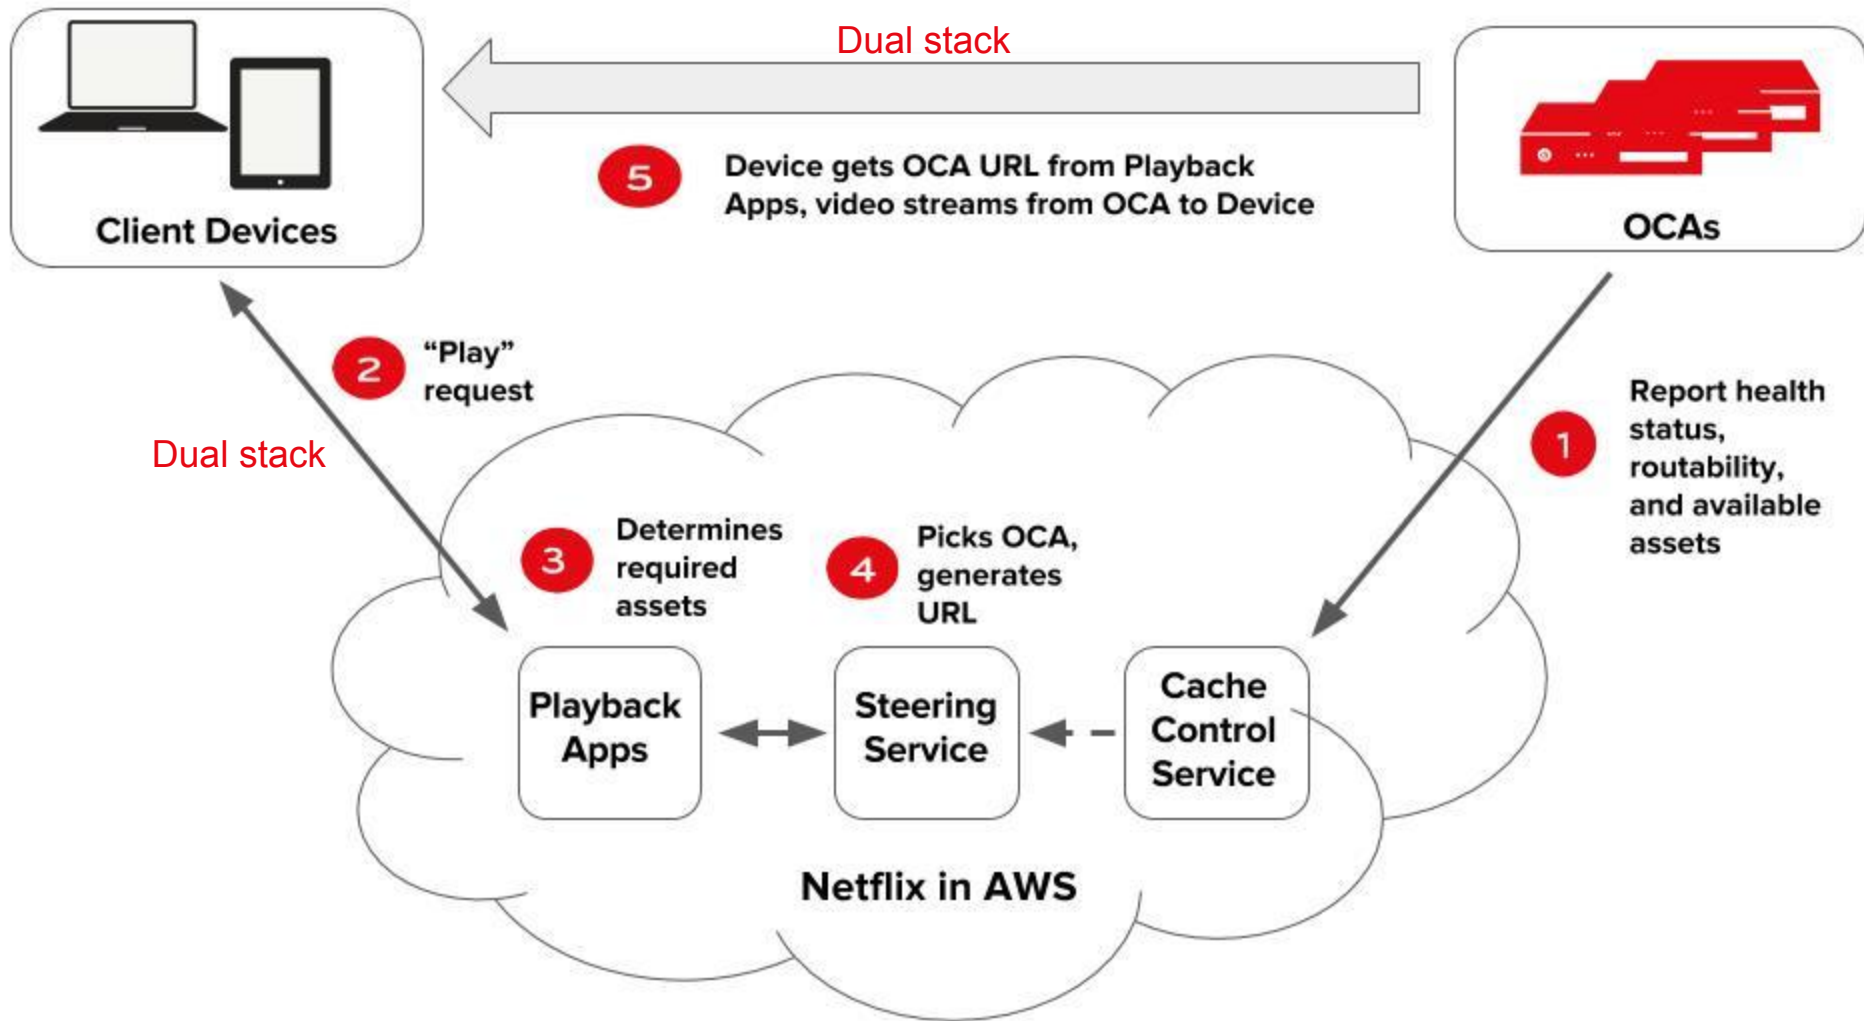 Dual stack
5
Device gets OCA URL from Playback
Apps, video streams from OCA to Device
Client Devices
OCAs
2
“Play”
request
Dual stack
1
Report health
status,
routability,
and available
assets
3
Determines
required
assets
4
Picks OCA,
generates
URL
Playback
Apps
Steering
Service
Cache
Control
Service
Netflix in AWS